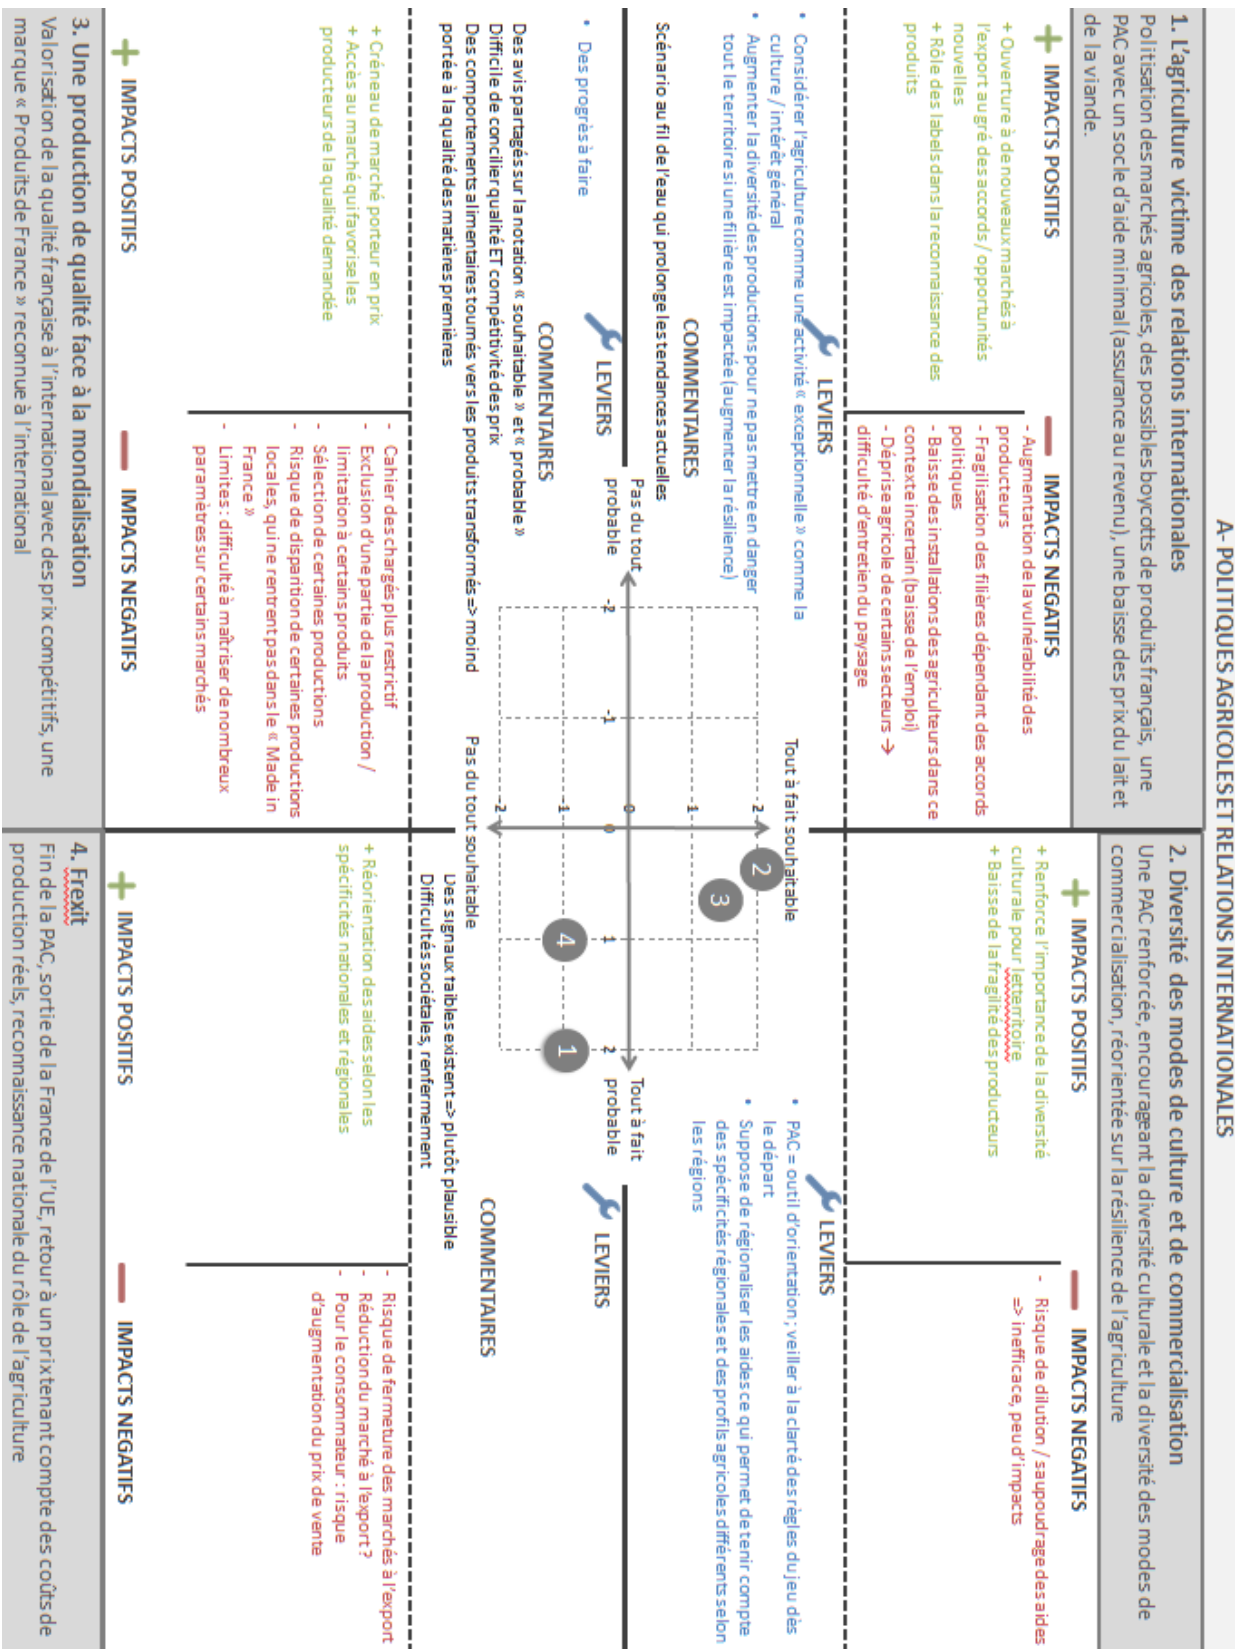 A- POLITIQUES AGRICOLES ET RELATIONS INTERNATIONALES
1. L'agriculture victime des relations internationales
Politisation des marchés agricoles, des possibles boycotts de produits français, une
PAC avec un socle d'aide minimal (assurance au revenu), une baisse des prix du lait et
de la viande.
IMPACTS POSITIFS
+ Ouverture à de nouveaux marchés à
l'export au gré des accords / opportunités
nouvelles
+ Rôle des labels dans la reconnaissance des
produits
IMPACTS NEGATIFS
- Augmentation de la vulnérabilité des
producteurs
- Fragilisation des filières dépendant des accords
politiques
- Baisse des installations des agriculteurs dans ce
contexte incertain (baisse de l'emploi)
- Déprise agricole de certains secteurs →
difficulté d'entretien du paysage
LEVIERS
• Considérer l'agriculture comme une activité « exceptionnelle » comme la
culture / intérêt général
• Augmenter la diversité des productions pour ne pas mettre en danger
tout le territoire si une filière est impactée (augmenter la résilience)
COMMENTAIRES
Scénario au fil de l'eau qui prolonge les tendances actuelles
2. Diversité des modes de culture et de commercialisation
Une PAC renforcée, encourageant la diversité culturale et la diversité des modes de
commercialisation, réorientée sur la résilience de l'agriculture
IMPACTS POSITIFS
+ Renforce l'importance de la diversité
culturale pour letterritoire
+ Baisse de la fragilité des producteurs
IMPACTS NEGATIFS
- Risque de dilution / saupoudrage des aides
=> inefficace, peu d'impacts
LEVIERS
• PAC = outil d'orientation ; veiller à la clarté des règles du jeu dès
le départ
• Suppose de régionaliser les aides ce qui permet de tenir compte
des spécificités régionales et des profils agricoles différents selon
les régions
Tout à fait souhaitable
Pas du tout
probable
Tout à fait
probable
Pas du tout souhaitable
-2
-1
0
1
2
2
1
0
-1
-2
2
3
4
1
LEVIERS
• Des progrès à faire
COMMENTAIRES
Des avis partagés sur la notation « souhaitable » et « probable »
Difficile de concilier qualité ET compétitivité des prix
Des comportements alimentaires tournés vers les produits transformés => moind
portée à la qualité des matières premières
+ Créneau de marché porteur en prix
+ Accès au marché qui favorise les
producteurs de la qualité demandée
- Cahier des chargés plus restrictif
- Exclusion d'une partie de la production /
limitation à certains produits
- Sélection de certaines productions
- Risque de disparition de certaines productions
locales, qui ne rentrent pas dans le « Made in
France »
- Limites : difficulté à maîtriser de nombreux
paramètres sur certains marchés
IMPACTS POSITIFS
IMPACTS NEGATIFS
3. Une production de qualité face à la mondialisation
Valorisation de la qualité française à l'international avec des prix compétitifs, une
marque « Produits de France » reconnue à l'international
LEVIERS
COMMENTAIRES
Des signaux faibles existent => plutôt plausible
Difficultés sociétales, renfermement
+ Réorientation des aides selon les
spécificités nationales et régionales
- Risque de fermeture des marchés à l'export
- Réduction du marché à l'export ?
- Pour le consommateur : risque
d'augmentation du prix de vente
IMPACTS POSITIFS
IMPACTS NEGATIFS
4. Frexit
Fin de la PAC, sortie de la France de l'UE, retour à un prix tenant compte des coûts de
production réels, reconnaissance nationale du rôle de l'agriculture